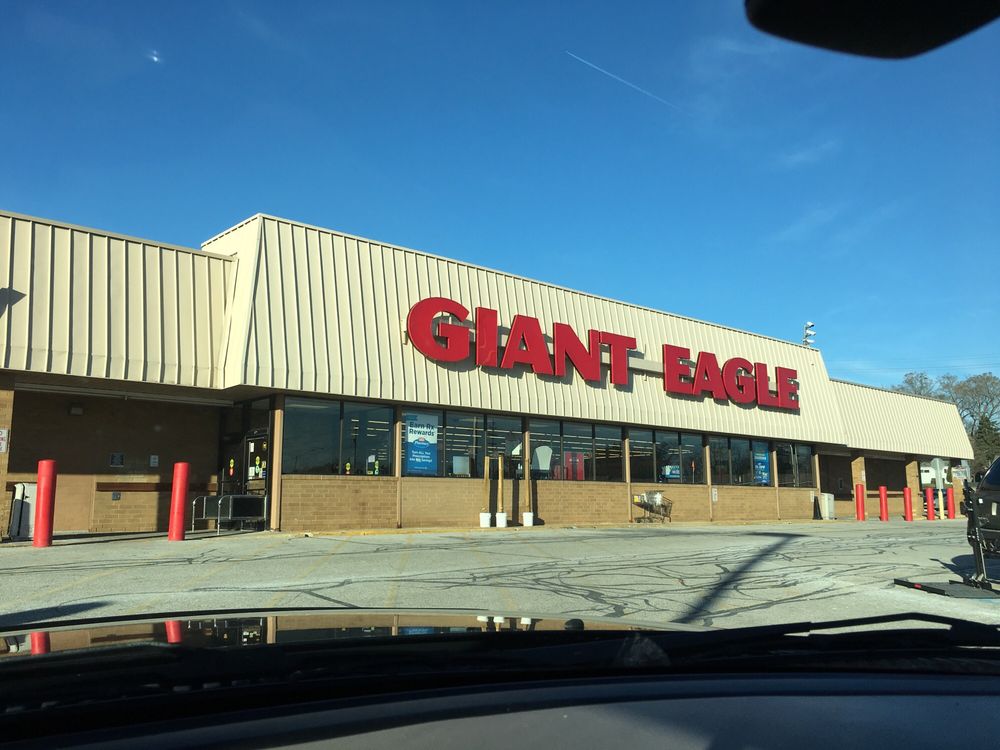 GIANT EAGLE
Earn Rx
Rewards